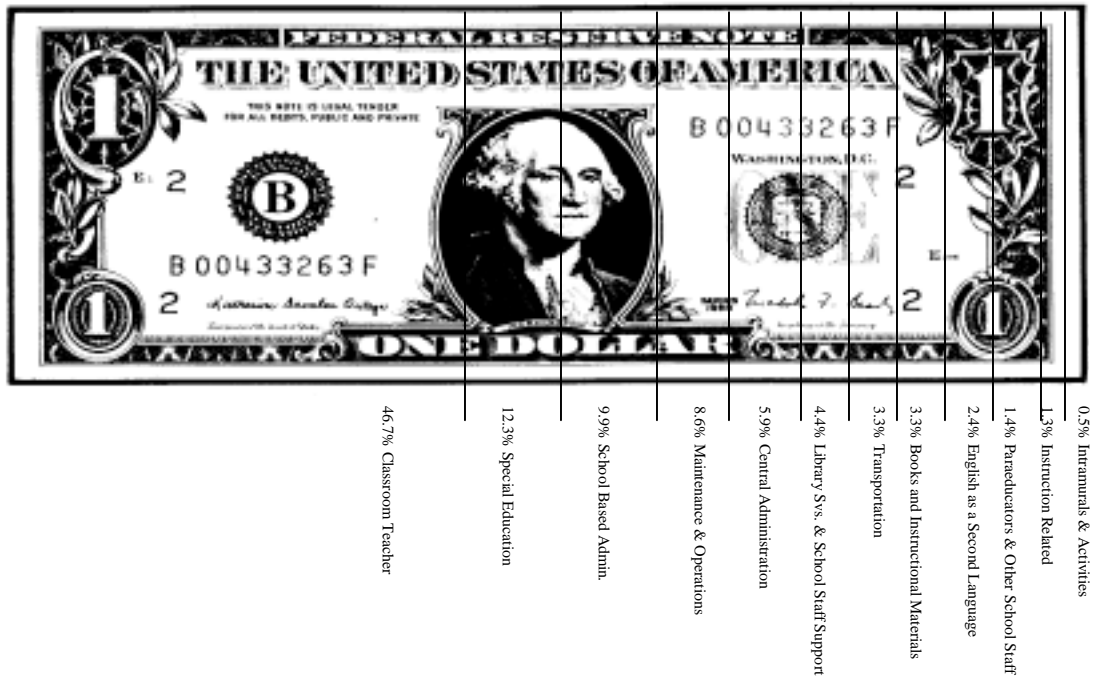 FEDERAL RESERVE NOTE
THE UNITED STATES OF AMERICA
THIS NOTE IS LEGAL TENDER
FOR ALL DEBTS, PUBLIC AND PRIVATE
1
1
B 00433263 F
WASHINGTON, D.C.
2
B
2
B 00433263 F
1
2
2
1
ONE DOLLAR
46.7% Classroom Teacher
12.3% Special Education
9.9% School Based Admin.
8.6% Maintenance & Operations
5.9% Central Administration
4.4% Library Svs. & School Staff Support
3.3% Transportation
3.3% Books and Instructional Materials
2.4% English as a Second Language
1.4% Paraeducators & Other School Staff
1.3% Instruction Related
0.5% Intramurals & Activities